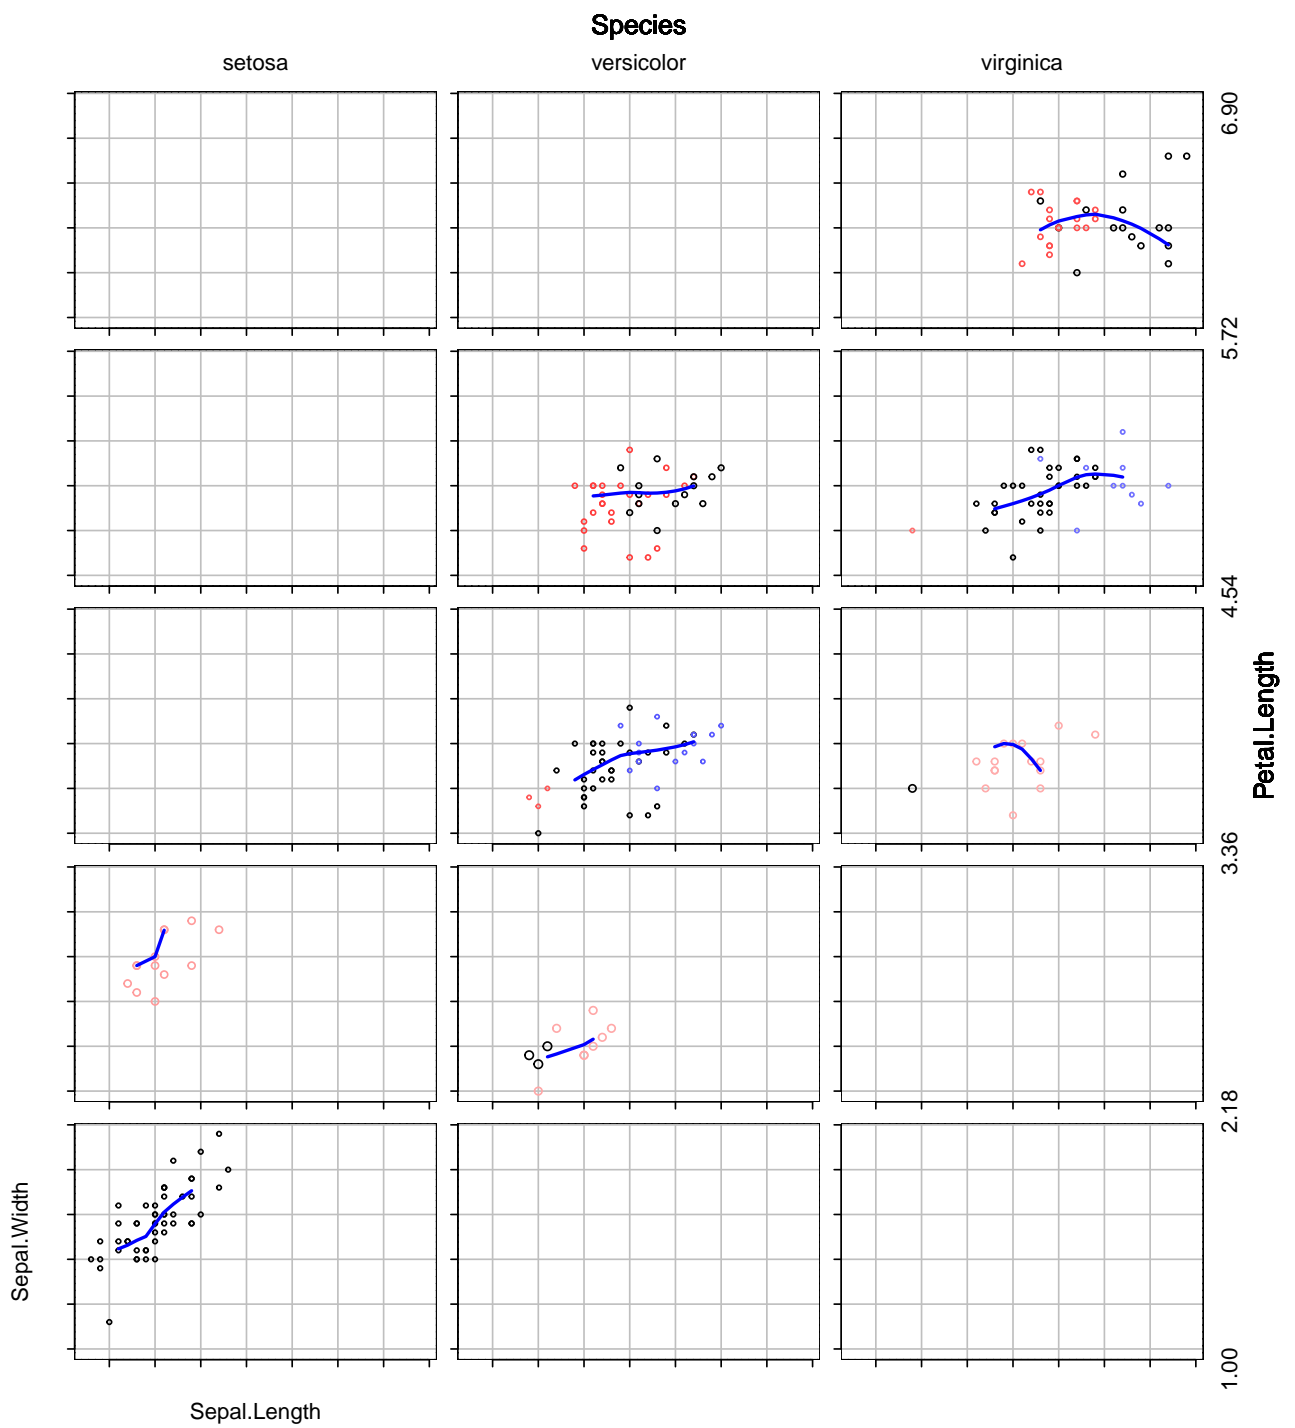 Species
setosa
versicolor
virginica
6.90
5.72
4.54
Petal.Length
3.36
2.18
Sepal.Width
1.00
Sepal.Length